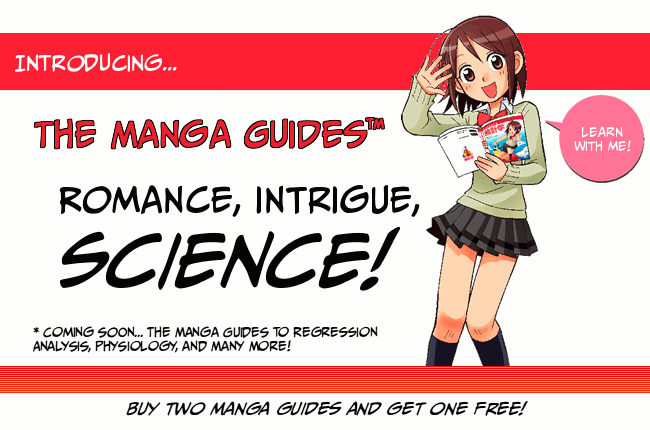 INTRODUCING...
THE MANGA GUIDES™
LEARN
WITH ME!
ROMANCE, INTRIGUE,
SCIENCE!
* COMING SOON... THE MANGA GUIDES TO REGRESSION
ANALYSIS, PHYSIOLOGY, AND MANY MORE!
BUY TWO MANGA GUIDES AND GET ONE FREE!